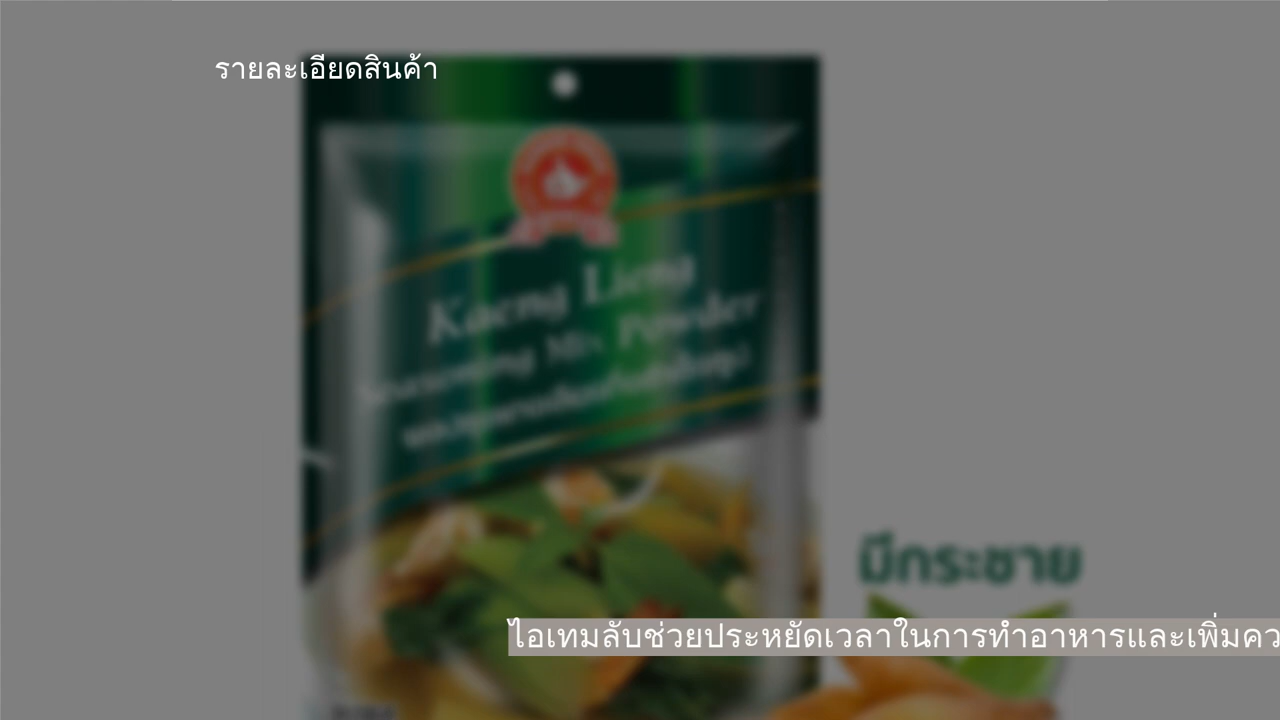 รายละเอียดสินค้า
Kaeng Lieng
Seasoning Mix Powder
มีกระชาย
ไอเทมลับช่วยประหยัดเวลาในการทำอาหารและเพิ่มคว